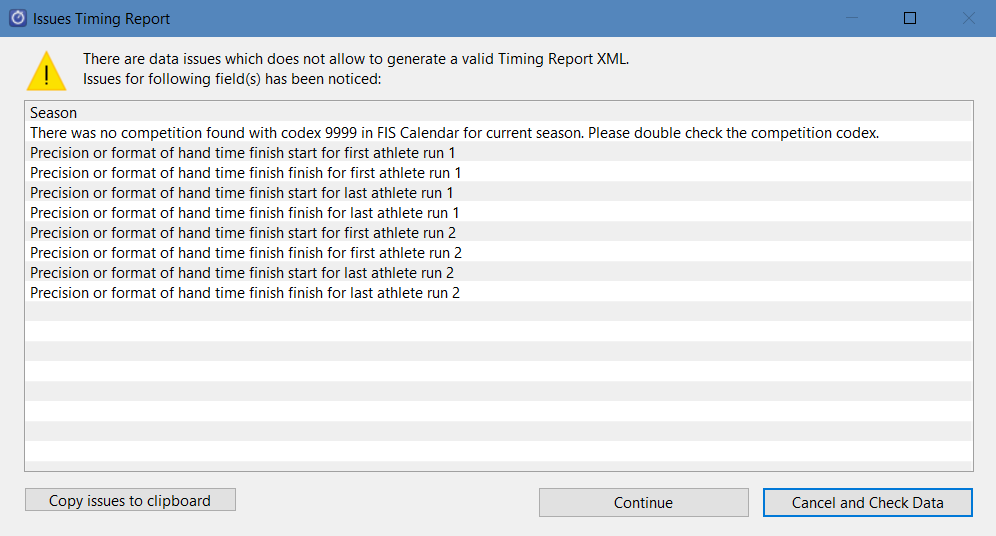 Issues Timing Report
There are data issues which does not allow to generate a valid Timing Report XML.
Issues for following field(s) has been noticed:
Season
There was no competition found with codex 9999 in FIS Calendar for current season. Please double check the competition codex.
Precision or format of hand time finish start for first athlete run 1
Precision or format of hand time finish finish for first athlete run 1
Precision or format of hand time finish start for last athlete run 1
Precision or format of hand time finish finish for last athlete run 1
Precision or format of hand time finish start for first athlete run 2
Precision or format of hand time finish finish for first athlete run 2
Precision or format of hand time finish start for last athlete run 2
Precision or format of hand time finish finish for last athlete run 2
Copy issues to clipboard
Continue
Cancel and Check Data